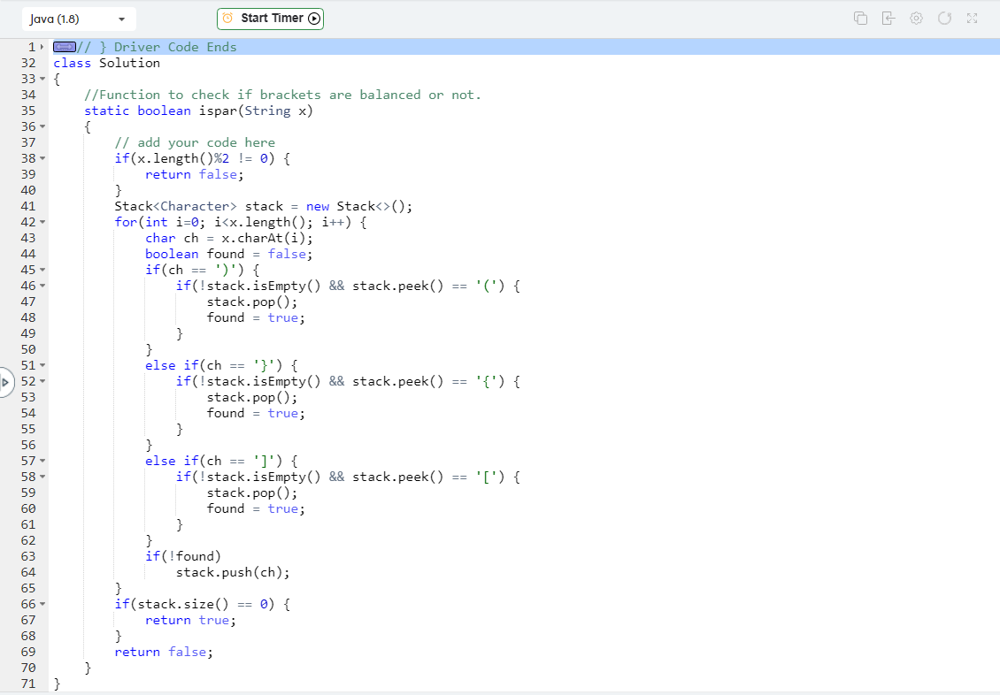 Java (1.8)
Start Timer
1 // } Driver Code Ends
32 class Solution
33 {
34     //Function to check if brackets are balanced or not.
35     static boolean ispar(String x)
36     {
37         // add your code here
38         if(x.length()%2 != 0) {
39             return false;
40         }
41         Stack<Character> stack = new Stack<>();
42         for(int i=0; i<x.length(); i++) {
43             char ch = x.charAt(i);
44             boolean found = false;
45             if(ch == ')') {
46                 if(!stack.isEmpty() && stack.peek() == '(') {
47                     stack.pop();
48                     found = true;
49                 }
50             }
51             else if(ch == '}') {
52                 if(!stack.isEmpty() && stack.peek() == '{') {
53                     stack.pop();
54                     found = true;
55                 }
56             }
57             else if(ch == ']') {
58                 if(!stack.isEmpty() && stack.peek() == '[') {
59                     stack.pop();
60                     found = true;
61                 }
62             }
63             if(!found)
64                 stack.push(ch);
65         }
66         if(stack.size() == 0) {
67             return true;
68         }
69         return false;
70     }
71 }